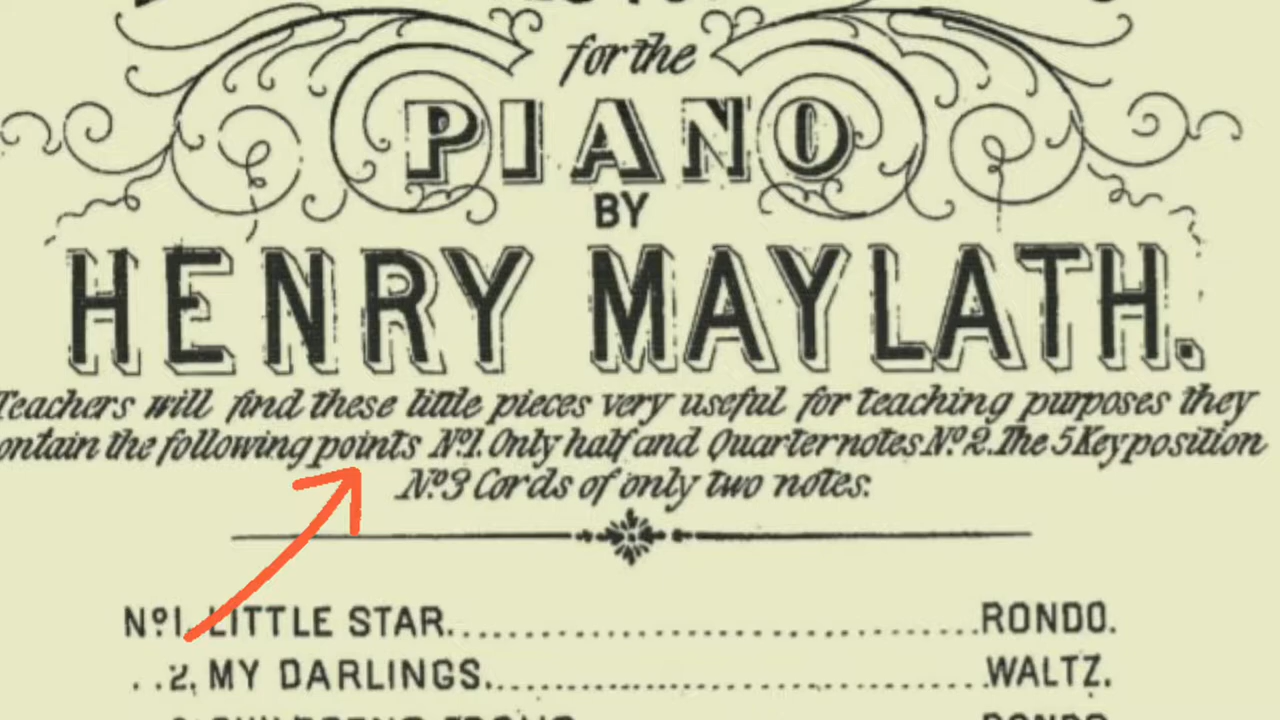 for the
PIANO
BY
HENRY MAYLATH.
Teachers will find these little pieces very useful for teaching purposes they
ontain the following points Nº1. Only half and Quarter notes Nº2. The 5 Key position
Nº3 Cords of only two notes.
Nº1. LITTLE STAR. RONDO.
. . 2. MY DARLINGS. WALTZ.